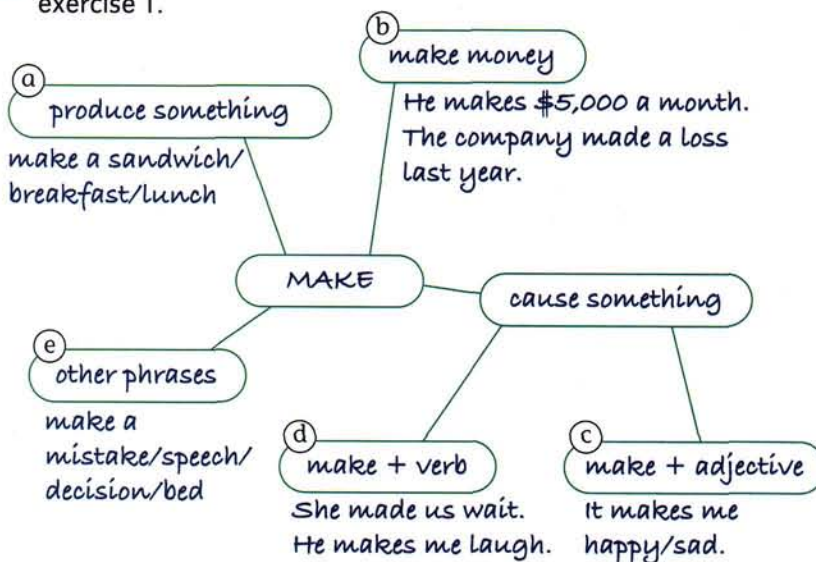 exercise 1.
b
make money
He makes $5,000 a month.
The company made a loss
last year.
a
produce something
make a sandwich/
breakfast/lunch
MAKE
cause something
e
other phrases
make a
mistake/speech/
decision/bed
d
make + verb
She made us wait.
He makes me laugh.
c
make + adjective
It makes me
happy/sad.